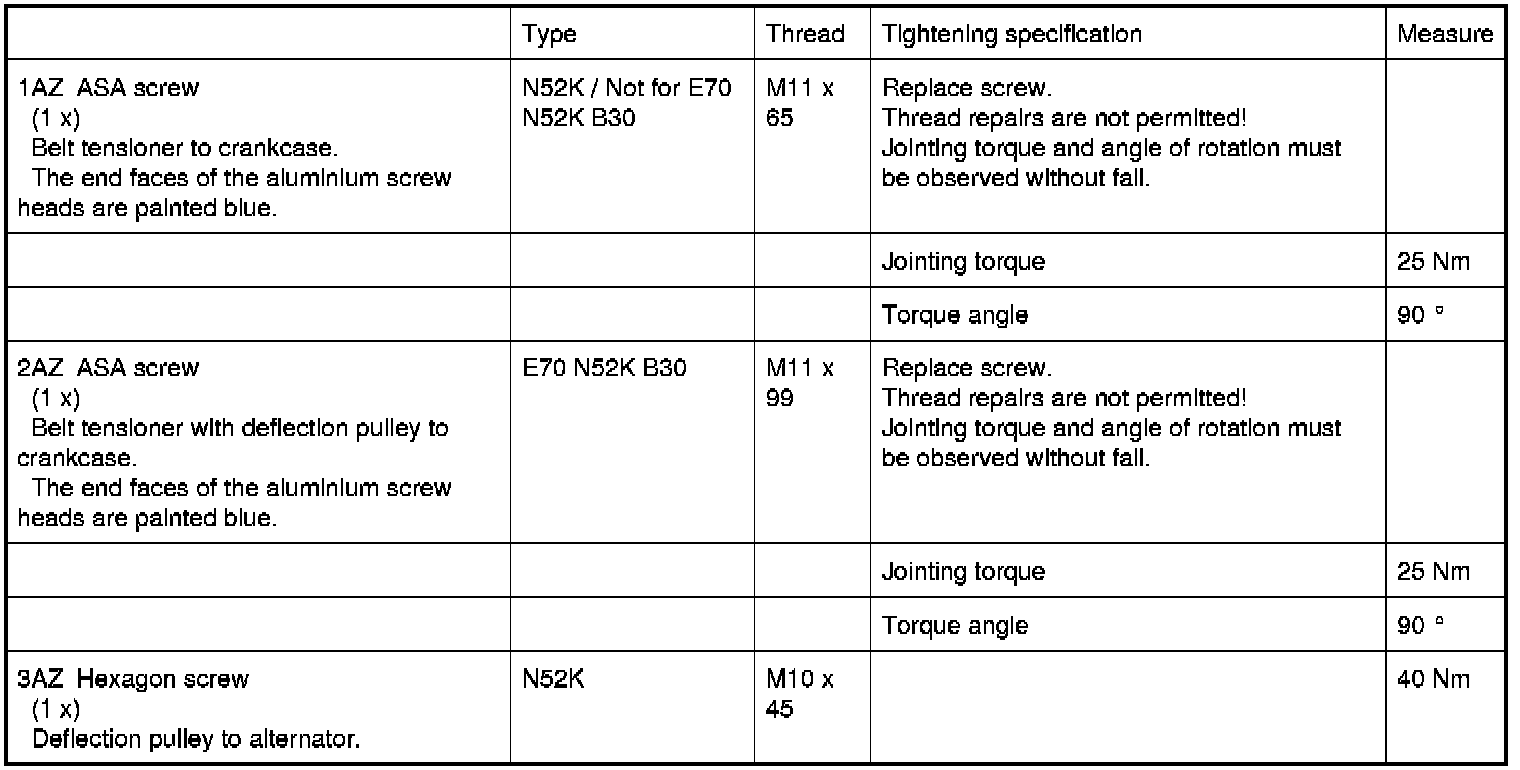 Type Thread Tightening specification Measure
1AZ ASA screw N52K / Not for E70 M11 x Replace screw.
(1 x) N52K B30 65 Thread repairs are not permitted!
Belt tensioner to crankcase. Jointing torque and angle of rotation must
The end faces of the aluminium screw be observed without fail.
heads are painted blue.
Jointing torque 25 Nm
Torque angle 90 °
2AZ ASA screw E70 N52K B30 M11 x Replace screw.
(1 x) 99 Thread repairs are not permitted!
Belt tensioner with deflection pulley to Jointing torque and angle of rotation must
crankcase. be observed without fail.
The end faces of the aluminium screw
heads are painted blue.
Jointing torque 25 Nm
Torque angle 90 °
3AZ Hexagon screw N52K M10 x 40 Nm
(1 x) 45
Deflection pulley to alternator.